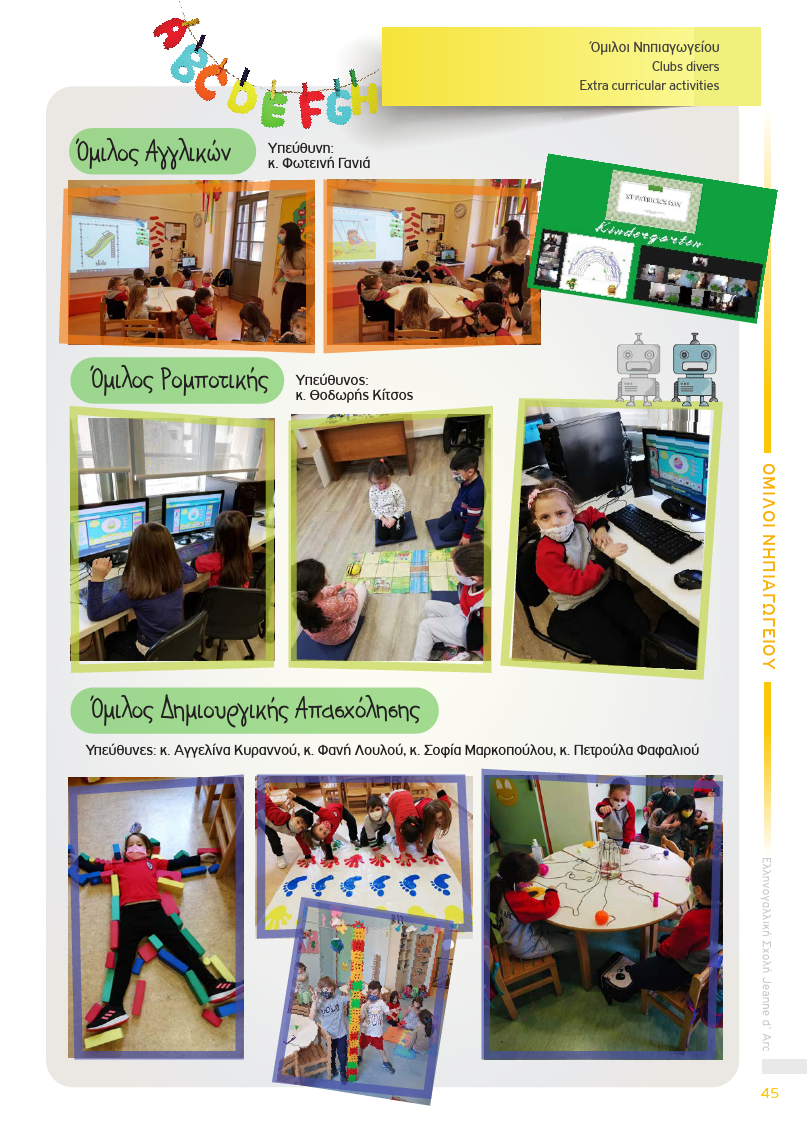 A B C D E F G H
Όμιλοι Νηπιαγωγείου
Clubs divers
Extra curricular activities
Όμιλος Αγγλικών
Υπεύθυνη:
κ. Φωτεινή Γανιά
slide
ST PATRICK'S DAY
Kindergarten
Όμιλος Ρομποτικής
Υπεύθυνος:
κ. Θοδωρής Κίτσος
Όμιλος Δημιουργικής Απασχόλησης
Υπεύθυνες: κ. Αγγελίνα Κυραννού, κ. Φανή Λουλού, κ. Σοφία Μαρκοπούλου, κ. Πετρούλα Φαφαλιού
ΟΜΙΛΟΙ ΝΗΠΙΑΓΩΓΕΙΟΥ
Ελληνογαλλική Σχολή Jeanne d' Arc
45